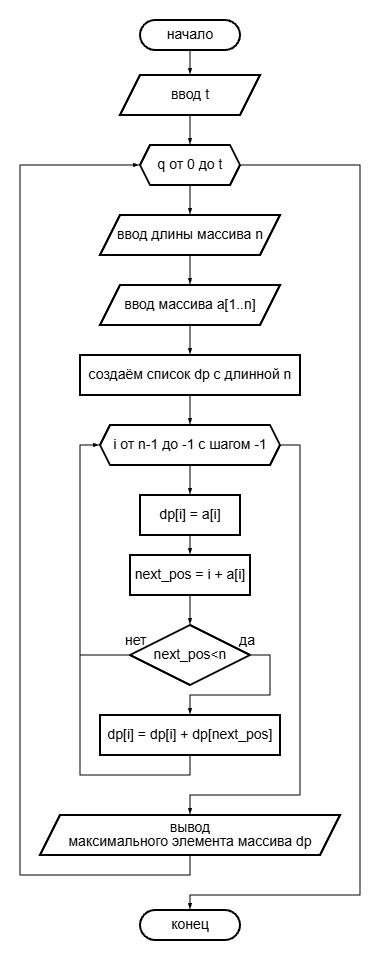 начало
ввод t
q от 0 до t
ввод длины массива n
ввод массива a[1..n]
создаём список dp с длинной n
i от n-1 до -1 с шагом -1
dp[i] = a[i]
next_pos = i + a[i]
нет
да
next_pos<n
dp[i] = dp[i] + dp[next_pos]
вывод
максимального элемента массива dp
конец